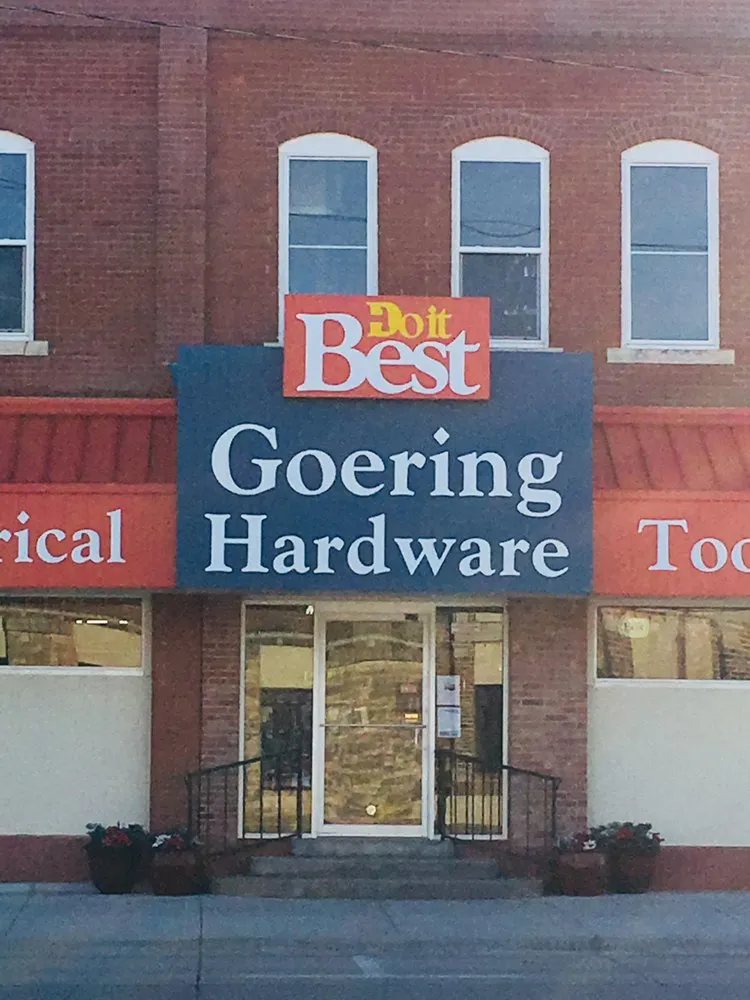 Do it
Best
Goering
Hardware
rical
Too